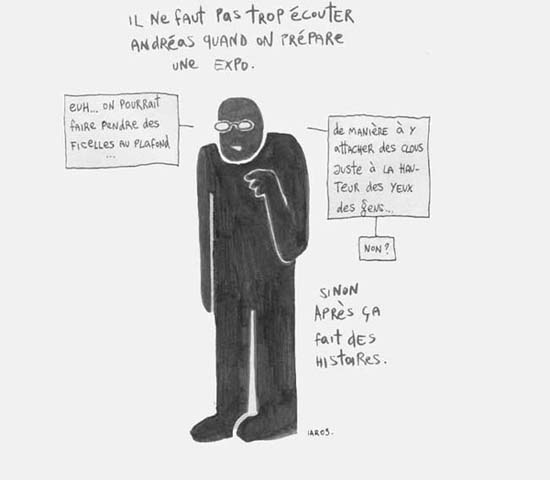 IL Ne FAUT PAS TROP ÉCOUTER
ANDRÉAS QUAND ON PRÉPARE
UNE EXPO.
EUH... ON POURRAIT
FAIRE PENDRE DES
FICELLES AU PLAFOND
...
de MANIÈRE À Y
attacher des CLOUS
JUSTE À LA HAU-
TEUR des YEUX
des gens...
NON?
SINON
APRÈS ÇA
fait dES
HISTOIRES.
IAROS.